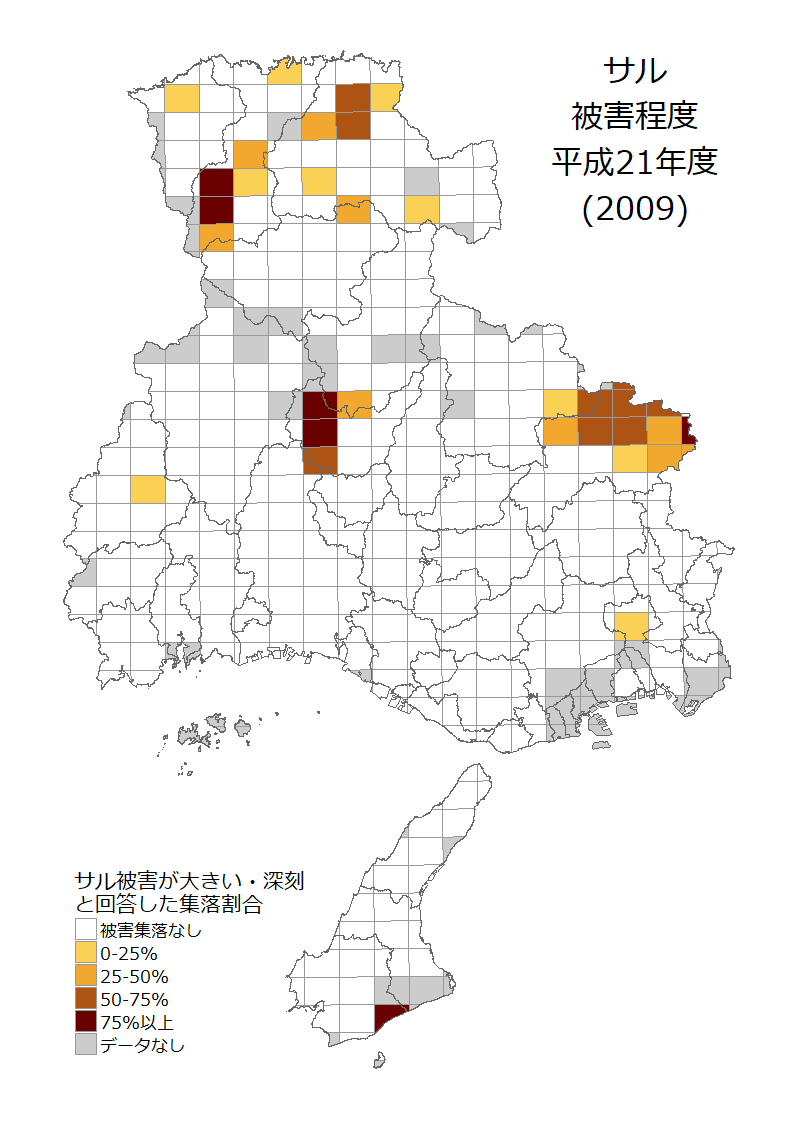 サル
被害程度
平成21年度
(2009)
サル被害が大きい・深刻
と回答した集落割合
被害集落なし
0-25%
25-50%
50-75%
75%以上
データなし